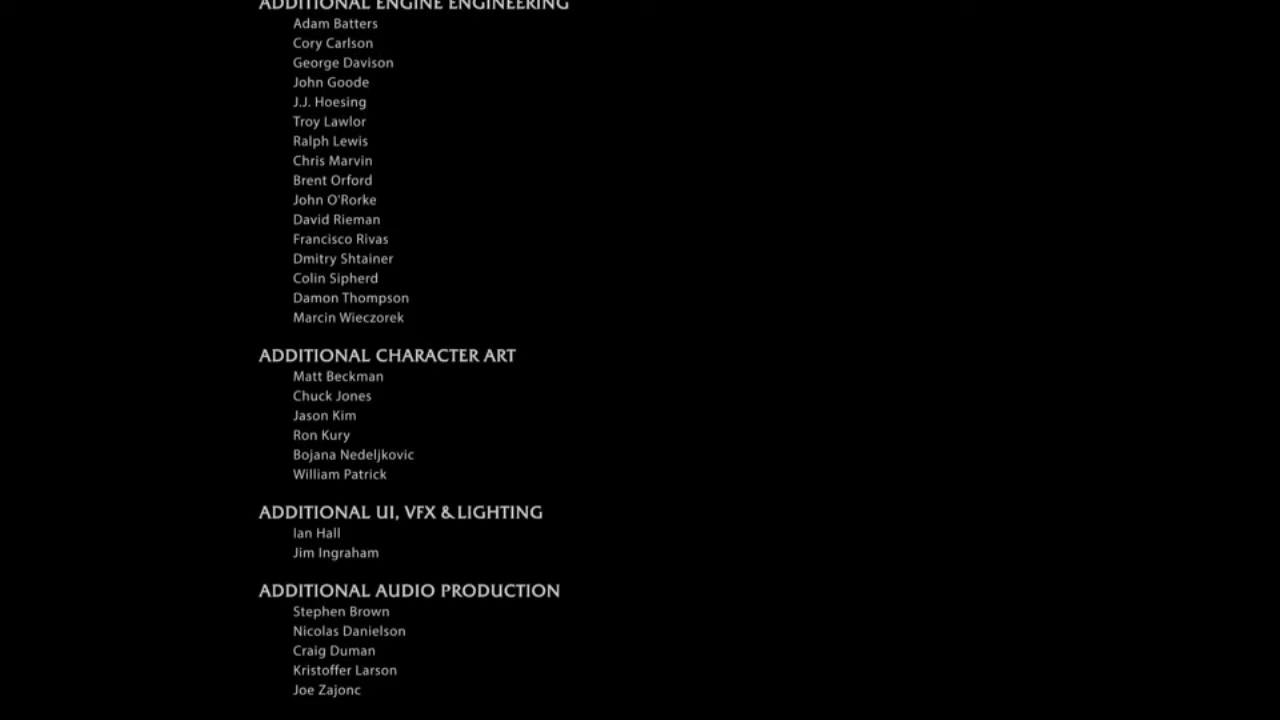 ADDITIONAL ENGINE ENGINEERING
Adam Batters
Cory Carlson
George Davison
John Goode
J.J. Hoesing
Troy Lawlor
Ralph Lewis
Chris Marvin
Brent Orford
John O'Rorke
David Rieman
Francisco Rivas
Dmitry Shtainer
Colin Sipherd
Damon Thompson
Marcin Wieczorek
ADDITIONAL CHARACTER ART
Matt Beckman
Chuck Jones
Jason Kim
Ron Kury
Bojana Nedeljkovic
William Patrick
ADDITIONAL UI, VFX & LIGHTING
Ian Hall
Jim Ingraham
ADDITIONAL AUDIO PRODUCTION
Stephen Brown
Nicolas Danielson
Craig Duman
Kristoffer Larson
Joe Zajonc